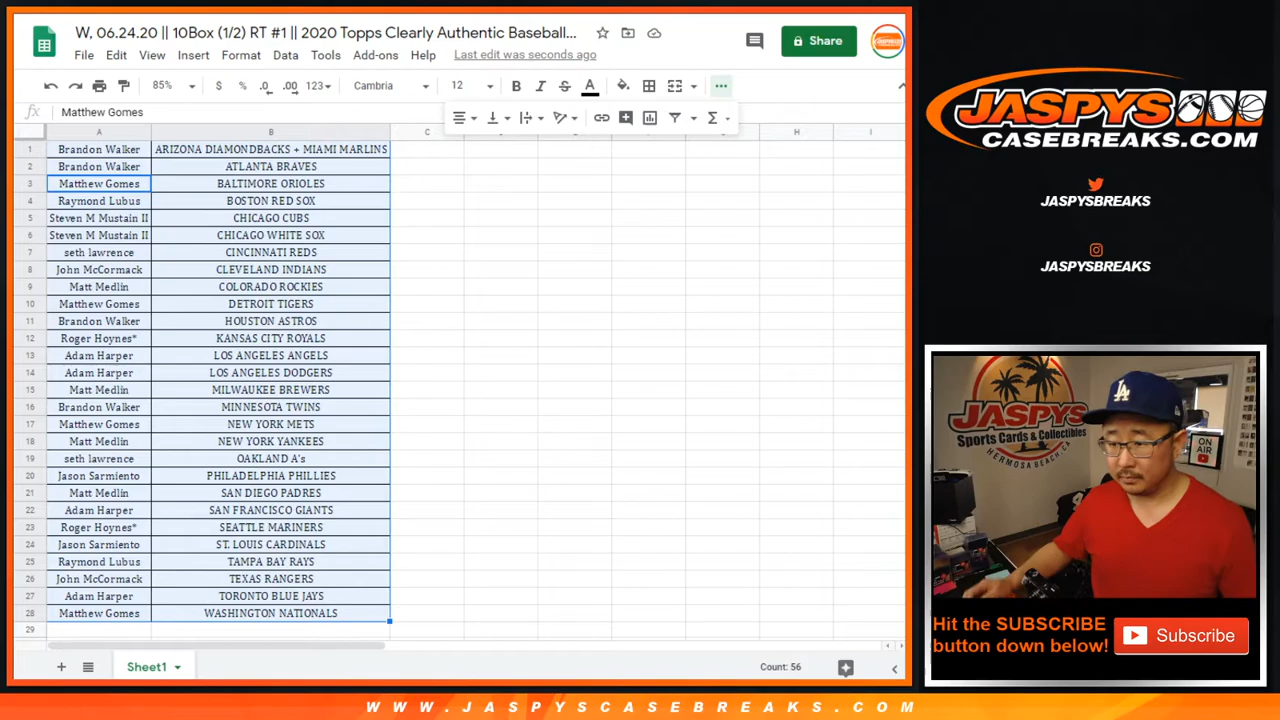 W, 06.24.20 || 10Box (1/2) RT #1 || 2020 Topps Clearly Authentic Baseball...
File Edit View Insert Format Data Tools Add-ons Help Last edit was seconds ago
Share
85% $ % .0 .00 123 Cambria 12 B I S A
fx Matthew Gomes
A B C H I
1 Brandon Walker ARIZONA DIAMONDBACKS + MIAMI MARLINS
2 Brandon Walker ATLANTA BRAVES
3 Matthew Gomes BALTIMORE ORIOLES
4 Raymond Lubus BOSTON RED SOX
5 Steven M Mustain II CHICAGO CUBS
6 Steven M Mustain II CHICAGO WHITE SOX
7 seth lawrence CINCINNATI REDS
8 John McCormack CLEVELAND INDIANS
9 Matt Medlin COLORADO ROCKIES
10 Matthew Gomes DETROIT TIGERS
11 Brandon Walker HOUSTON ASTROS
12 Roger Hoynes* KANSAS CITY ROYALS
13 Adam Harper LOS ANGELES ANGELS
14 Adam Harper LOS ANGELES DODGERS
15 Matt Medlin MILWAUKEE BREWERS
16 Brandon Walker MINNESOTA TWINS
17 Matthew Gomes NEW YORK METS
18 Matt Medlin NEW YORK YANKEES
19 seth lawrence OAKLAND A's
20 Jason Sarmiento PHILADELPHIA PHILLIES
21 Matt Medlin SAN DIEGO PADRES
22 Adam Harper SAN FRANCISCO GIANTS
23 Roger Hoynes* SEATTLE MARINERS
24 Jason Sarmiento ST. LOUIS CARDINALS
25 Raymond Lubus TAMPA BAY RAYS
26 John McCormack TEXAS RANGERS
27 Adam Harper TORONTO BLUE JAYS
28 Matthew Gomes WASHINGTON NATIONALS
29
Sheet1 Count: 56
JASPYS
CASEBREAKS.COM
JASPYSBREAKS
JASPYSBREAKS
JASPYS
Sports Cards & Collectibles
HERMOSA BEACH, CA
LA
ON
AIR
Hit the SUBSCRIBE
button down below!
Subscribe
WWW.JASPYSCASEBREAKS.COM